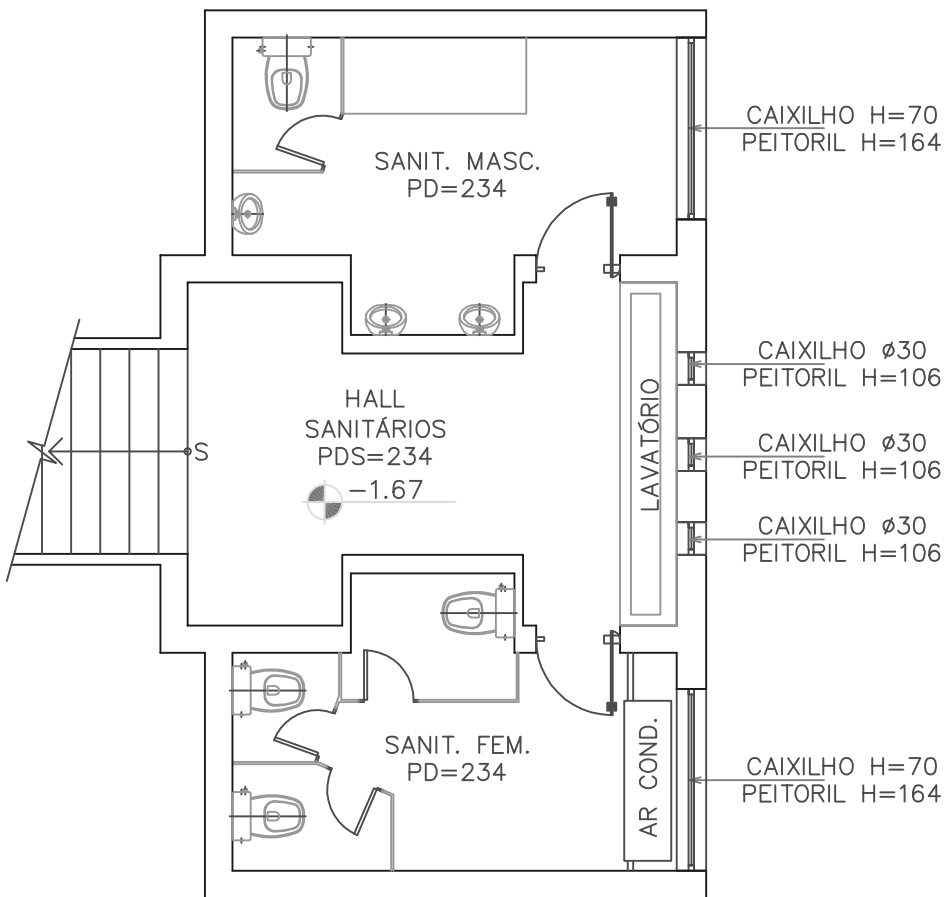 CAIXILHO H=70
PEITORIL H=164
SANIT. MASC.
PD=234
CAIXILHO ø30
PEITORIL H=106
HALL
SANITÁRIOS
PDS=234
-1.67
S
LAVATÓRIO
CAIXILHO ø30
PEITORIL H=106
CAIXILHO ø30
PEITORIL H=106
SANIT. FEM.
PD=234
AR COND.
CAIXILHO H=70
PEITORIL H=164